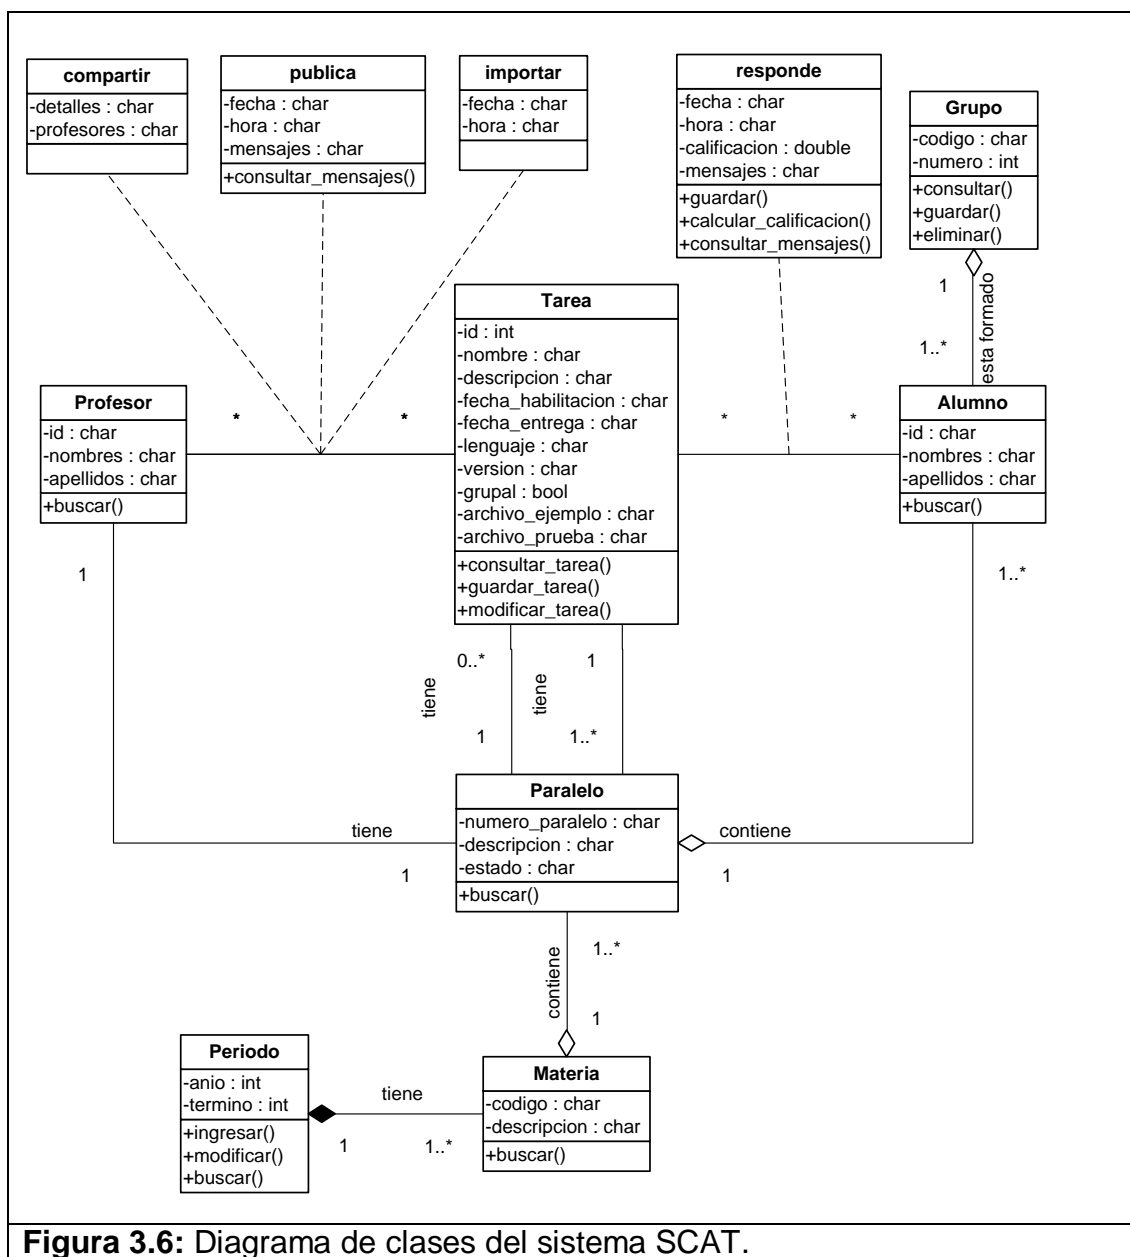 compartir
-detalles : char
-profesores : char
publica
-fecha : char
-hora : char
-mensajes : char
+consultar_mensajes()
importar
-fecha : char
-hora : char
responde
-fecha : char
-hora : char
-calificacion : double
-mensajes : char
+guardar()
+calcular_calificacion()
+consultar_mensajes()
Grupo
-codigo : char
-numero : int
+consultar()
+guardar()
+eliminar()
1
esta formado
1..*
Tarea
-id : int
-nombre : char
-descripcion : char
-fecha_habilitacion : char
-fecha_entrega : char
-lenguaje : char
-version : char
-grupal : bool
-archivo_ejemplo : char
-archivo_prueba : char
+consultar_tarea()
+guardar_tarea()
+modificar_tarea()
Profesor
-id : char
-nombres : char
-apellidos : char
+buscar()
*
*
*
*
Alumno
-id : char
-nombres : char
-apellidos : char
+buscar()
1
1..*
0..*
1
tiene
tiene
1
1..*
Paralelo
-numero_paralelo : char
-descripcion : char
-estado : char
+buscar()
tiene
1
contiene
1
1..*
contiene
1
Periodo
-anio : int
-termino : int
+ingresar()
+modificar()
+buscar()
tiene
1
1..*
Materia
-codigo : char
-descripcion : char
+buscar()
Figura 3.6: Diagrama de clases del sistema SCAT.